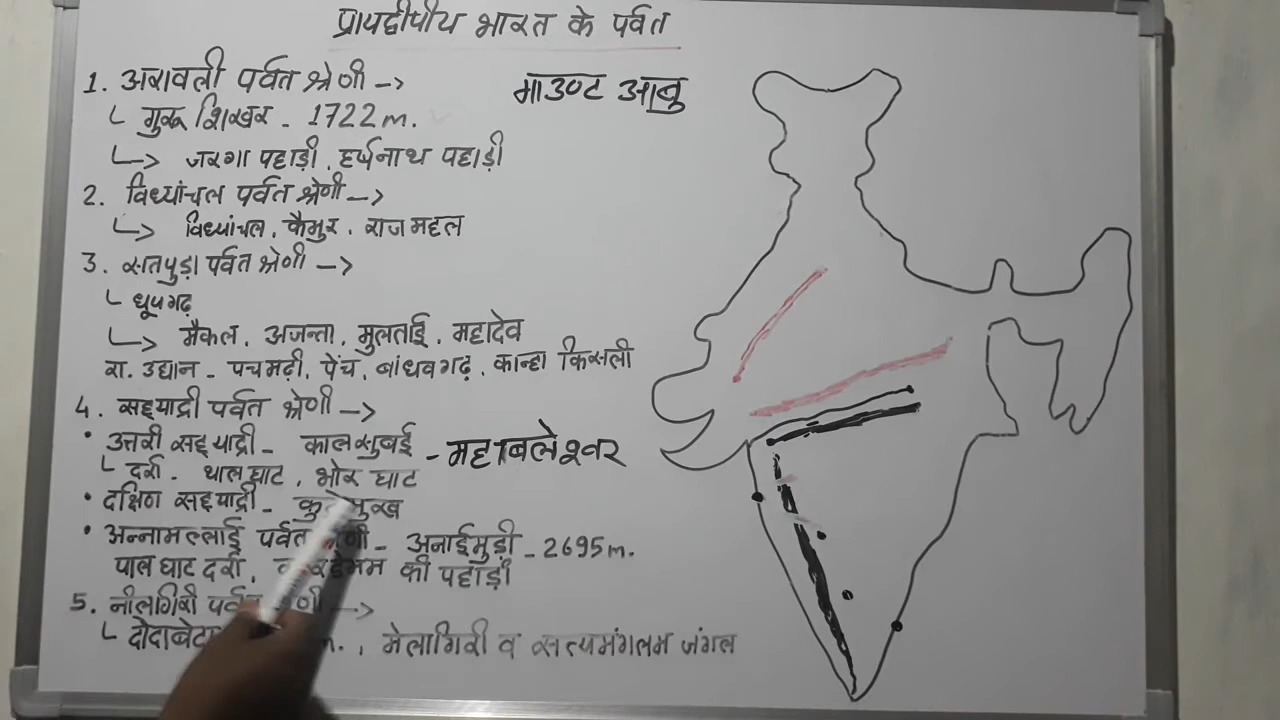 प्रायद्वीपीय भारत के पर्वत
1. अरावली पर्वत श्रेणी –> माउण्ट आबु
└ गुरू शिखर - 1722 m.
└> जरगा पहाड़ी, हर्षनाथ पहाड़ी
2. विध्यांचल पर्वत श्रेणी –>
└> विध्यांचल, कैमुर, राजमहल
3. सतपुड़ा पर्वत श्रेणी –>
└ धूपगढ़
└> मैकल, अजन्ता, मुलताई, महादेव
रा. उद्यान - पचमढ़ी, पेंच, बांधवगढ़, कान्हा किसली
4. सह्याद्री पर्वत श्रेणी –>
• उत्तरी सह्याद्री - कालसुबई - महाबलेश्वर
└ दर्रा - थालघाट, भोर घाट
• दक्षिण सह्याद्री -
• अन्नामल्लाई पर्वत - अनाईमुड़ी - 2695 m.
पाल घाट दर्रा, की पहाड़ी
5. नीलगिरी –>
└ m., मेलागिरी व सत्यमंगलम जंगल